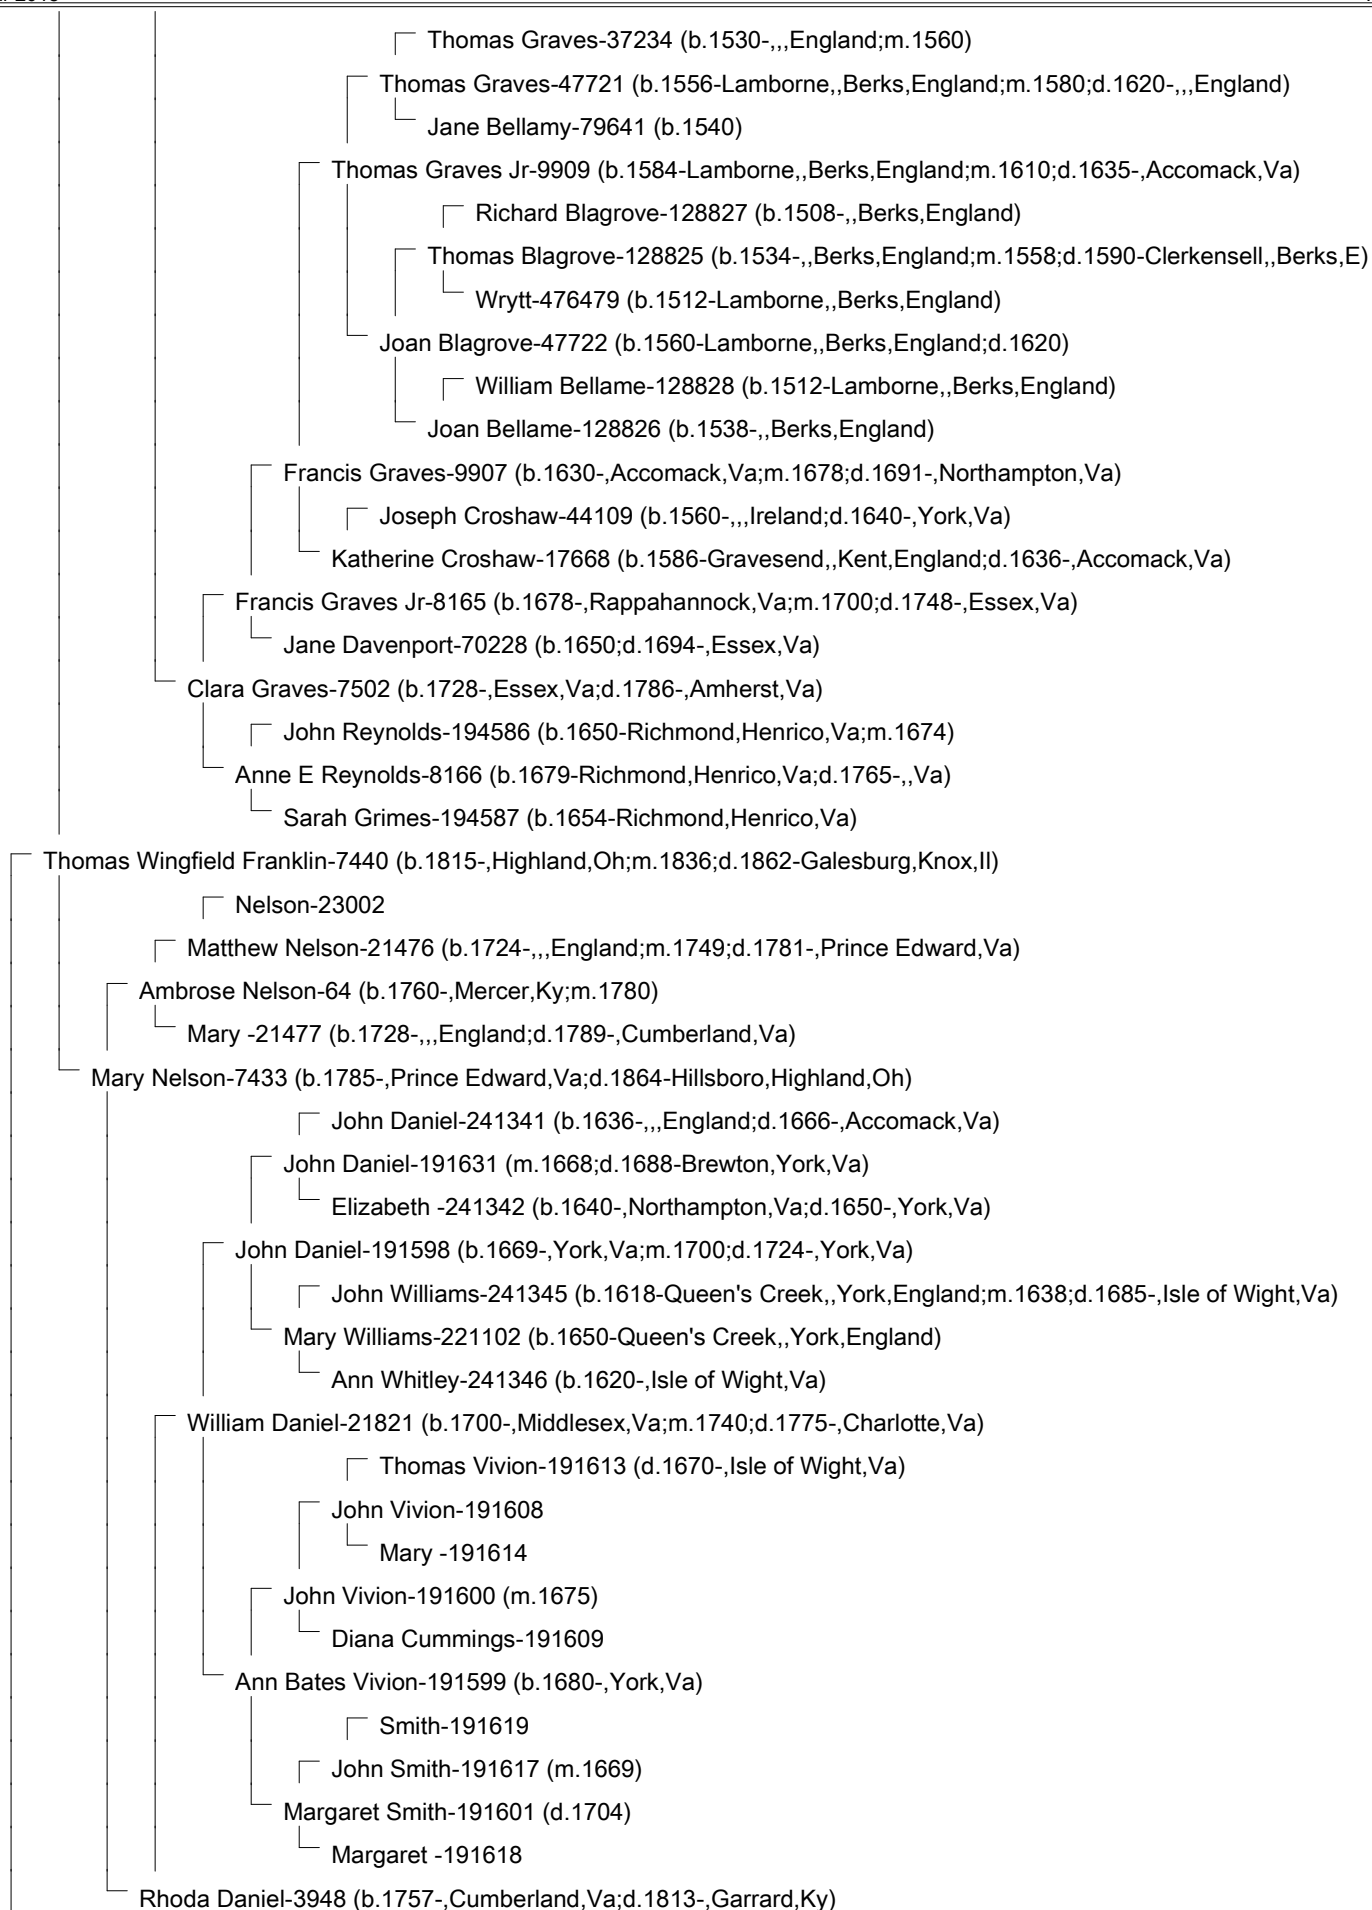 Thomas Graves-37234 (b.1530-,,,England;m.1560)
Thomas Graves-47721 (b.1556-Lamborne,,Berks,England;m.1580;d.1620-,,,England)
Jane Bellamy-79641 (b.1540)
Thomas Graves Jr-9909 (b.1584-Lamborne,,Berks,England;m.1610;d.1635-,Accomack,Va)
Richard Blagrove-128827 (b.1508-,,Berks,England)
Thomas Blagrove-128825 (b.1534-,,Berks,England;m.1558;d.1590-Clerkensell,,Berks,E)
Wrytt-476479 (b.1512-Lamborne,,Berks,England)
Joan Blagrove-47722 (b.1560-Lamborne,,Berks,England;d.1620)
William Bellame-128828 (b.1512-Lamborne,,Berks,England)
Joan Bellame-128826 (b.1538-,,Berks,England)
Francis Graves-9907 (b.1630-,Accomack,Va;m.1678;d.1691-,Northampton,Va)
Joseph Croshaw-44109 (b.1560-,,,Ireland;d.1640-,York,Va)
Katherine Croshaw-17668 (b.1586-Gravesend,,Kent,England;d.1636-,Accomack,Va)
Francis Graves Jr-8165 (b.1678-,Rappahannock,Va;m.1700;d.1748-,Essex,Va)
Jane Davenport-70228 (b.1650;d.1694-,Essex,Va)
Clara Graves-7502 (b.1728-,Essex,Va;d.1786-,Amherst,Va)
John Reynolds-194586 (b.1650-Richmond,Henrico,Va;m.1674)
Anne E Reynolds-8166 (b.1679-Richmond,Henrico,Va;d.1765-,,Va)
Sarah Grimes-194587 (b.1654-Richmond,Henrico,Va)
Thomas Wingfield Franklin-7440 (b.1815-,Highland,Oh;m.1836;d.1862-Galesburg,Knox,Il)
Nelson-23002
Matthew Nelson-21476 (b.1724-,,,England;m.1749;d.1781-,Prince Edward,Va)
Ambrose Nelson-64 (b.1760-,Mercer,Ky;m.1780)
Mary -21477 (b.1728-,,,England;d.1789-,Cumberland,Va)
Mary Nelson-7433 (b.1785-,Prince Edward,Va;d.1864-Hillsboro,Highland,Oh)
John Daniel-241341 (b.1636-,,,England;d.1666-,Accomack,Va)
John Daniel-191631 (m.1668;d.1688-Brewton,York,Va)
Elizabeth -241342 (b.1640-,Northampton,Va;d.1650-,York,Va)
John Daniel-191598 (b.1669-,York,Va;m.1700;d.1724-,York,Va)
John Williams-241345 (b.1618-Queen's Creek,,York,England;m.1638;d.1685-,Isle of Wight,Va)
Mary Williams-221102 (b.1650-Queen's Creek,,York,England)
Ann Whitley-241346 (b.1620-,Isle of Wight,Va)
William Daniel-21821 (b.1700-,Middlesex,Va;m.1740;d.1775-,Charlotte,Va)
Thomas Vivion-191613 (d.1670-,Isle of Wight,Va)
John Vivion-191608
Mary -191614
John Vivion-191600 (m.1675)
Diana Cummings-191609
Ann Bates Vivion-191599 (b.1680-,York,Va)
Smith-191619
John Smith-191617 (m.1669)
Margaret Smith-191601 (d.1704)
Margaret -191618
Rhoda Daniel-3948 (b.1757-,Cumberland,Va;d.1813-,Garrard,Ky)